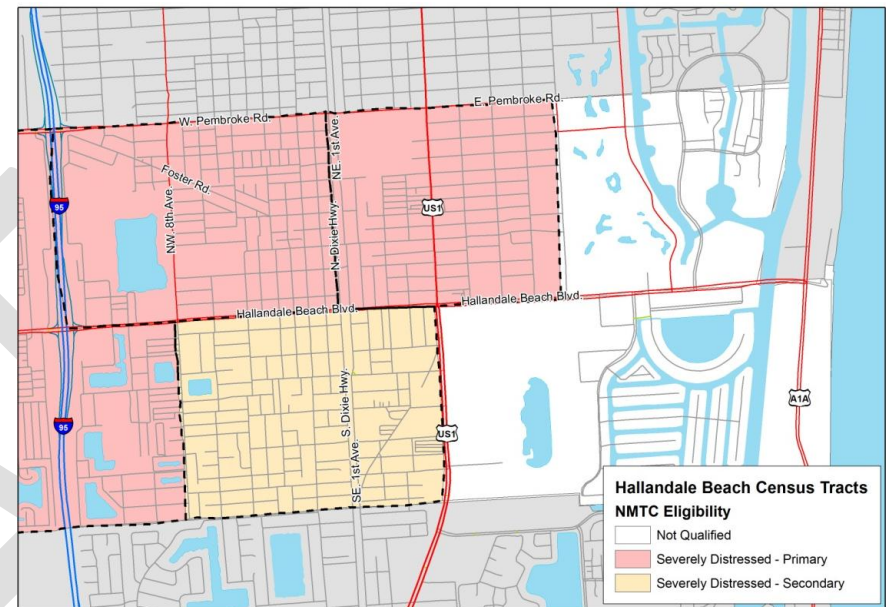 E. Pembroke Rd.
W. Pembroke Rd.
NE. 1st Ave.
Foster Rd.
95
US1
NW. 8th Ave.
N. Dixie Hwy.
Hallandale Beach Blvd.
Hallandale Beach Blvd.
S. Dixie Hwy.
A1A
95
US1
SE. 1st Ave.
Hallandale Beach Census Tracts
NMTC Eligibility
Not Qualified
Severely Distressed - Primary
Severely Distressed - Secondary